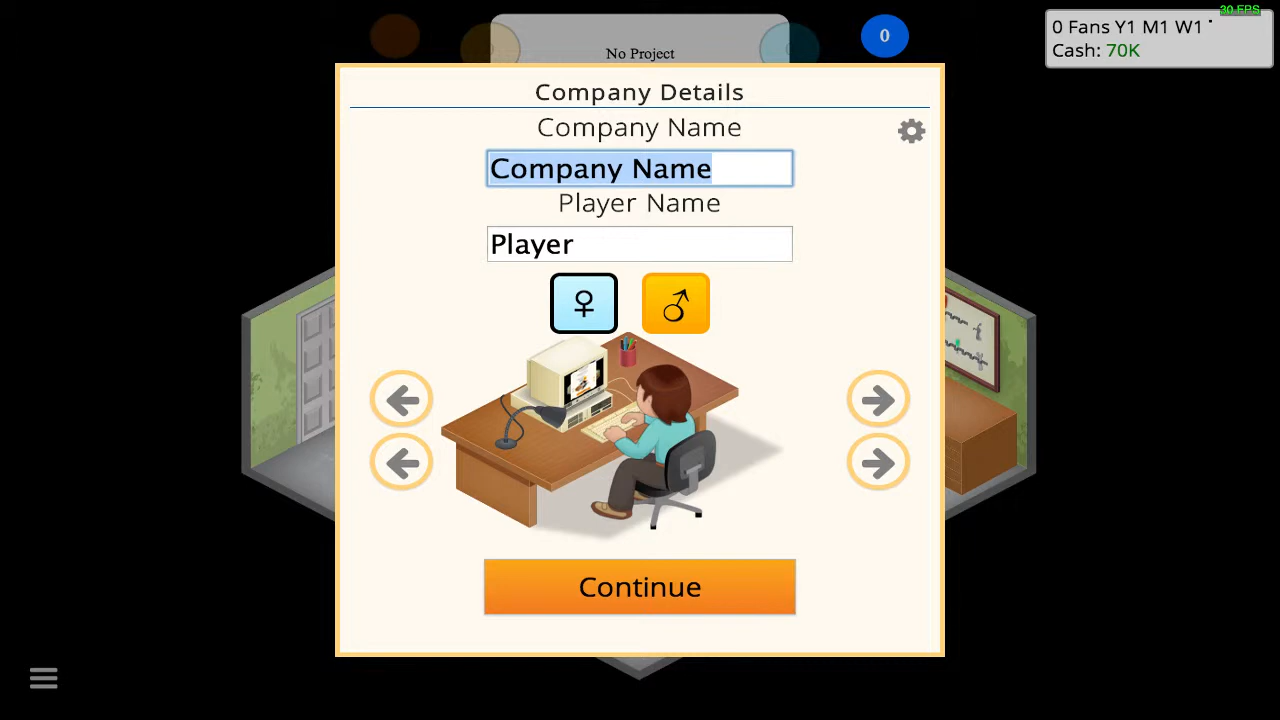 30 FPS
0 Fans Y1 M1 W1
Cash: 70K
0
No Project
Company Details
Company Name
Company Name
Player Name
Player
Continue